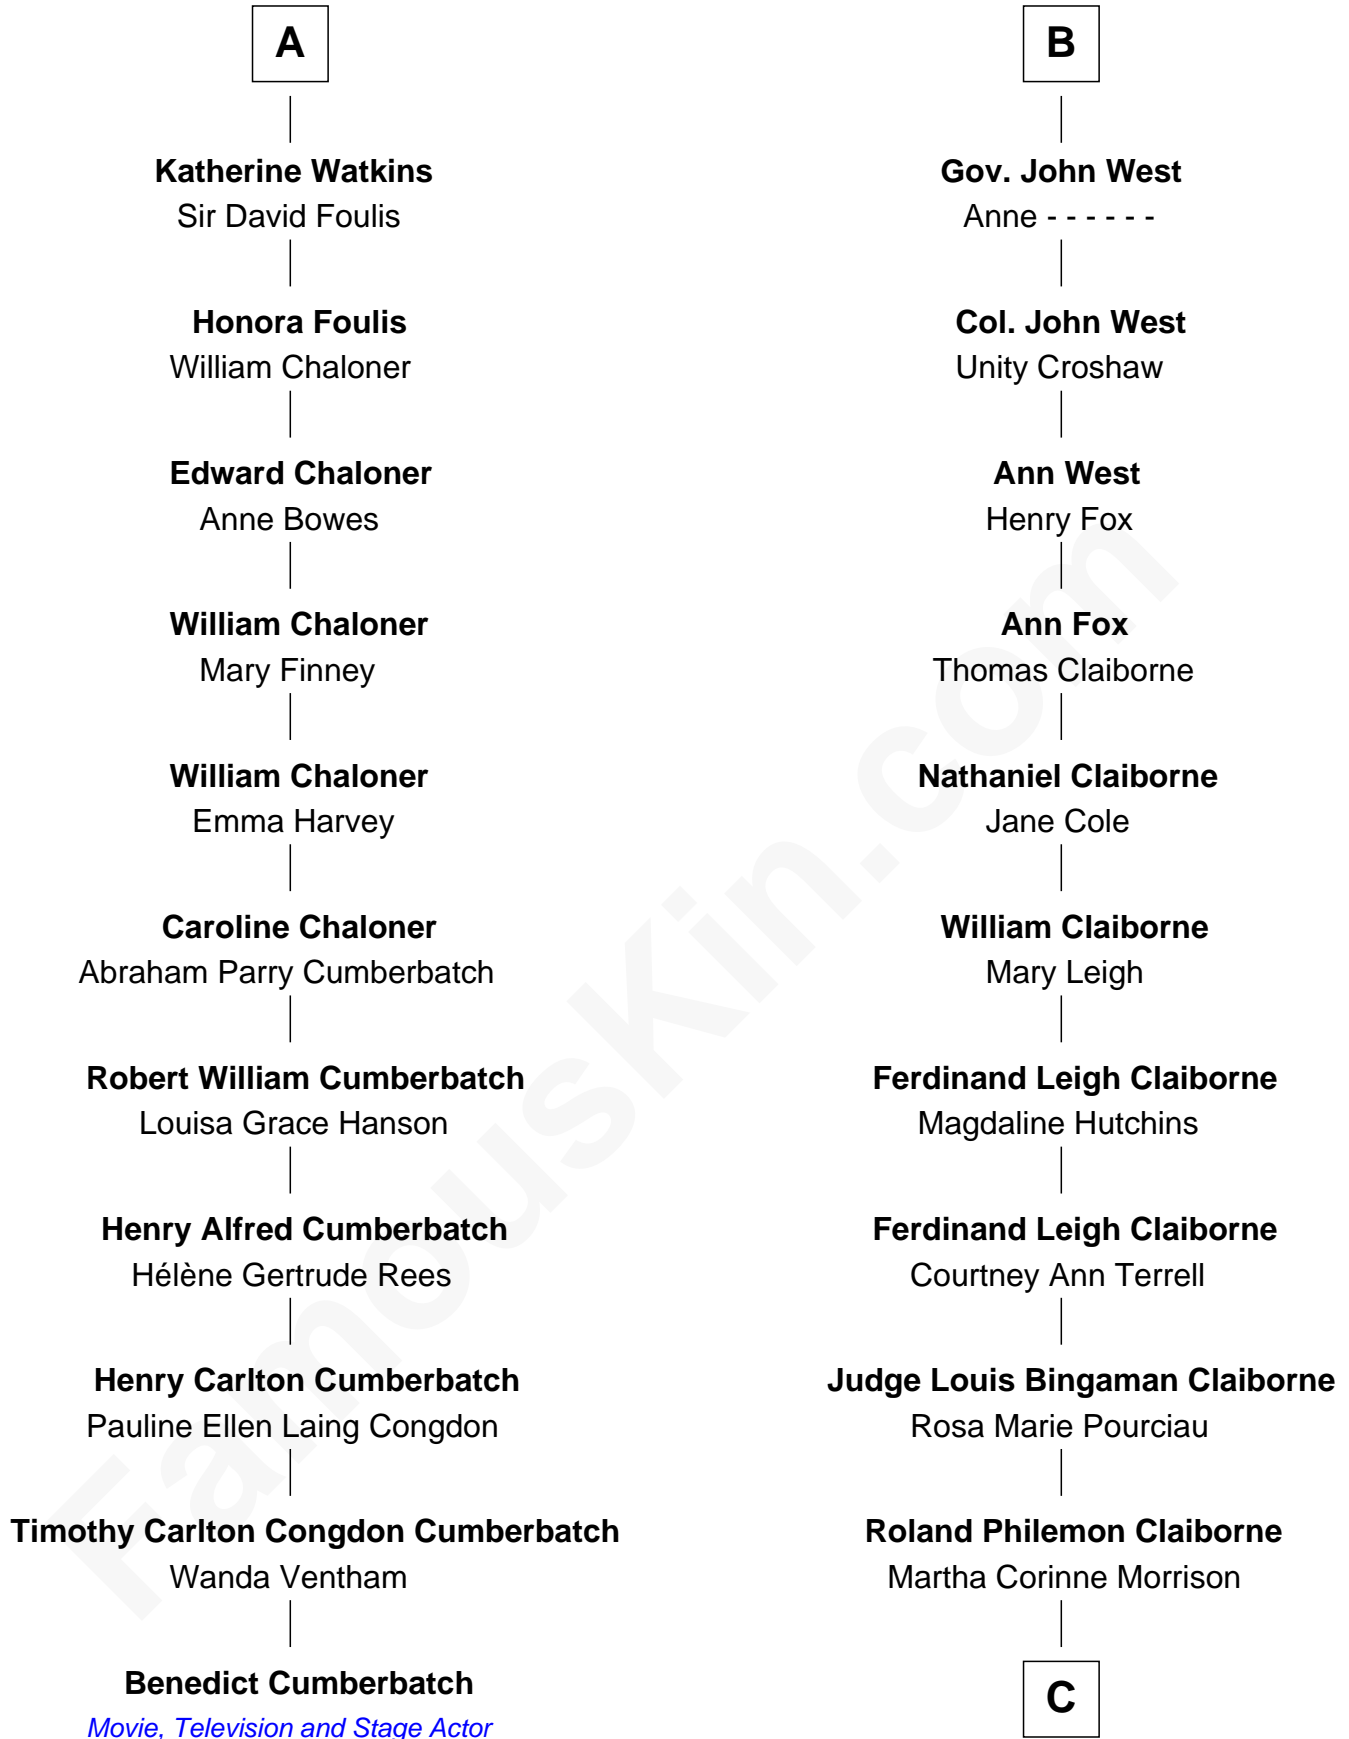 A
Katherine Watkins
Sir David Foulis
Honora Foulis
William Chaloner
Edward Chaloner
Anne Bowes
William Chaloner
Mary Finney
William Chaloner
Emma Harvey
Caroline Chaloner
Abraham Parry Cumberbatch
Robert William Cumberbatch
Louisa Grace Hanson
Henry Alfred Cumberbatch
Hélène Gertrude Rees
Henry Carlton Cumberbatch
Pauline Ellen Laing Congdon
Timothy Carlton Congdon Cumberbatch
Wanda Ventham
Benedict Cumberbatch
Movie, Television and Stage Actor
B
Gov. John West
Anne - - - - - -
Col. John West
Unity Croshaw
Ann West
Henry Fox
Ann Fox
Thomas Claiborne
Nathaniel Claiborne
Jane Cole
William Claiborne
Mary Leigh
Ferdinand Leigh Claiborne
Magdaline Hutchins
Ferdinand Leigh Claiborne
Courtney Ann Terrell
Judge Louis Bingaman Claiborne
Rosa Marie Pourciau
Roland Philemon Claiborne
Martha Corinne Morrison
C
FamousKin.com